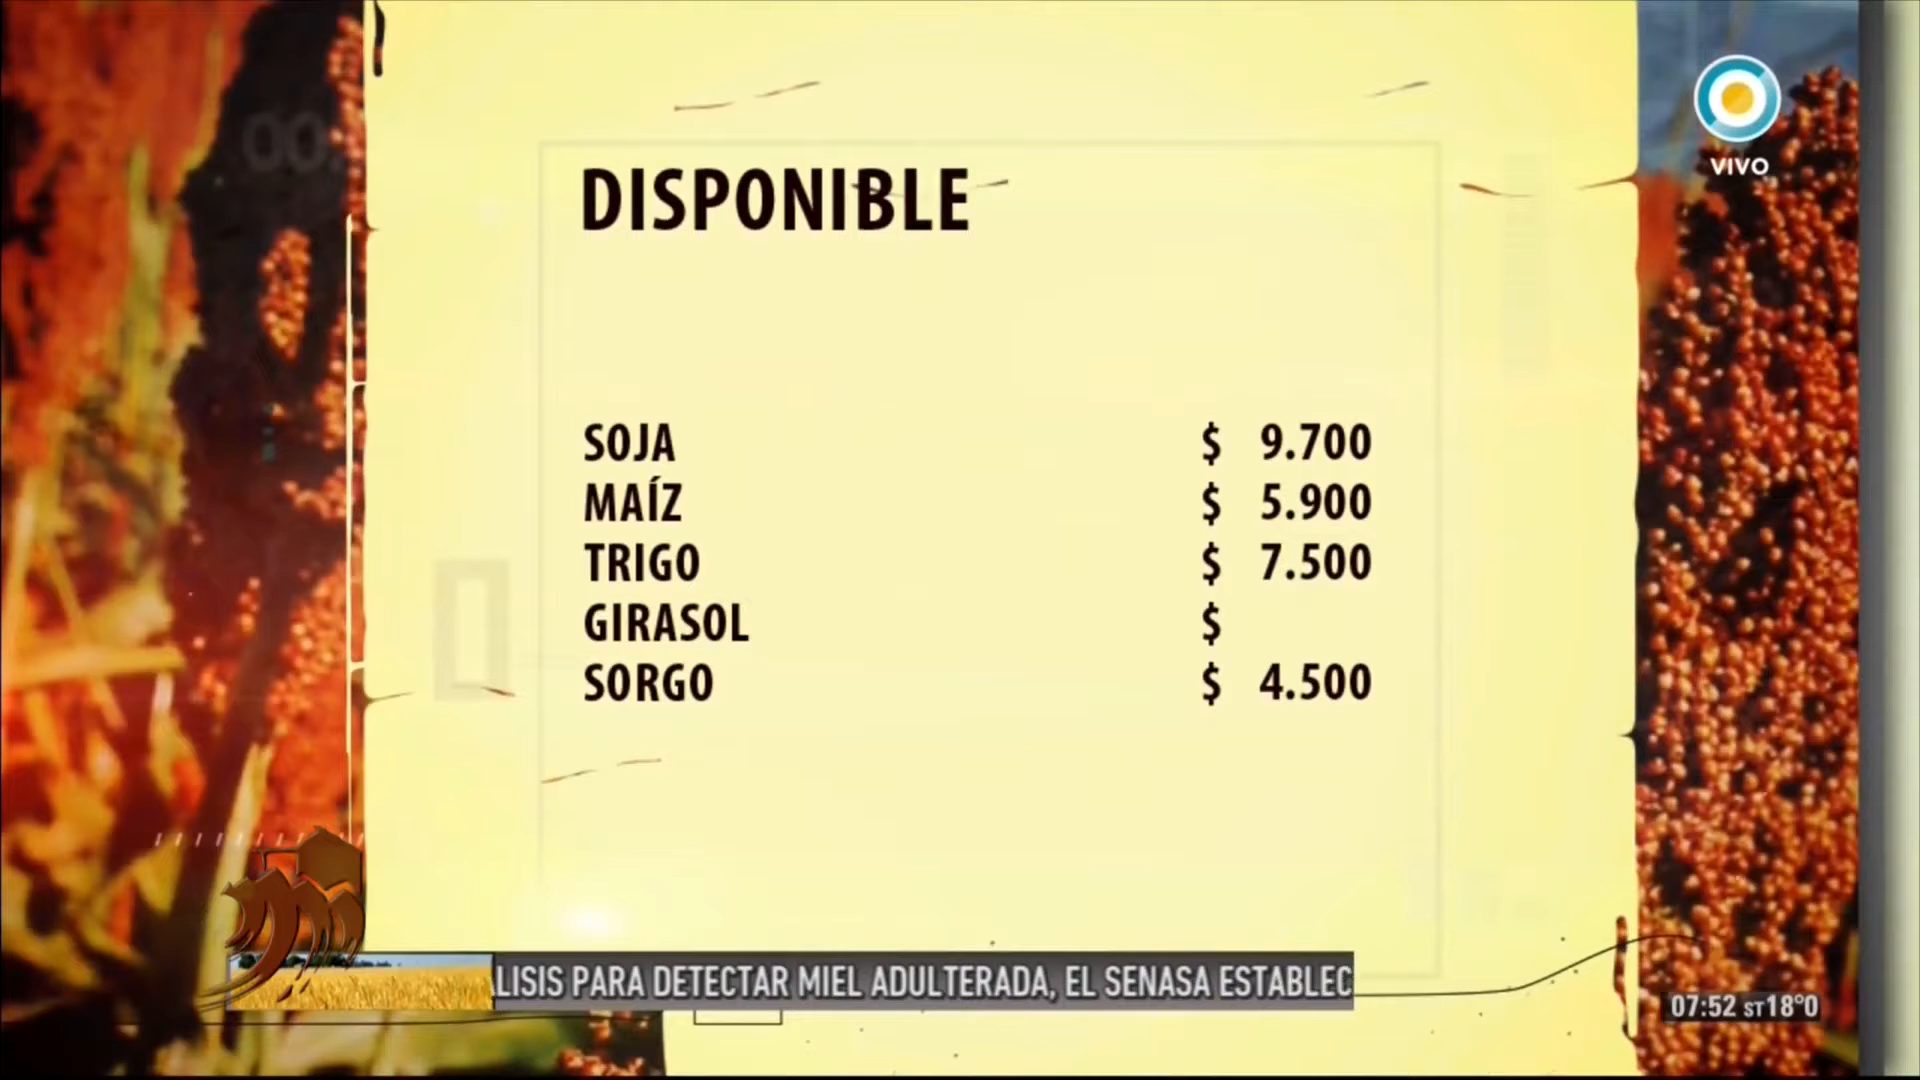 VIVO
DISPONIBLE
SOJA $ 9.700
MAÍZ $ 5.900
TRIGO $ 7.500
GIRASOL $
SORGO $ 4.500
LISIS PARA DETECTAR MIEL ADULTERADA, EL SENASA ESTABLEC
07:52 ST 18°0